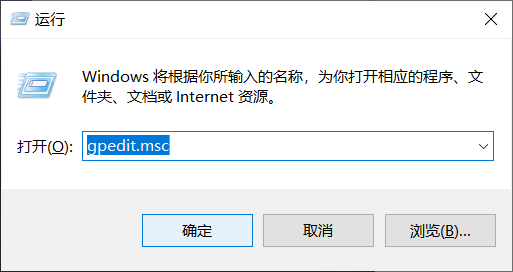 运行
Windows 将根据你所输入的名称，为你打开相应的程序、文
件夹、文档或 Internet 资源。
打开(O): gpedit.msc
确定 取消 浏览(B)...